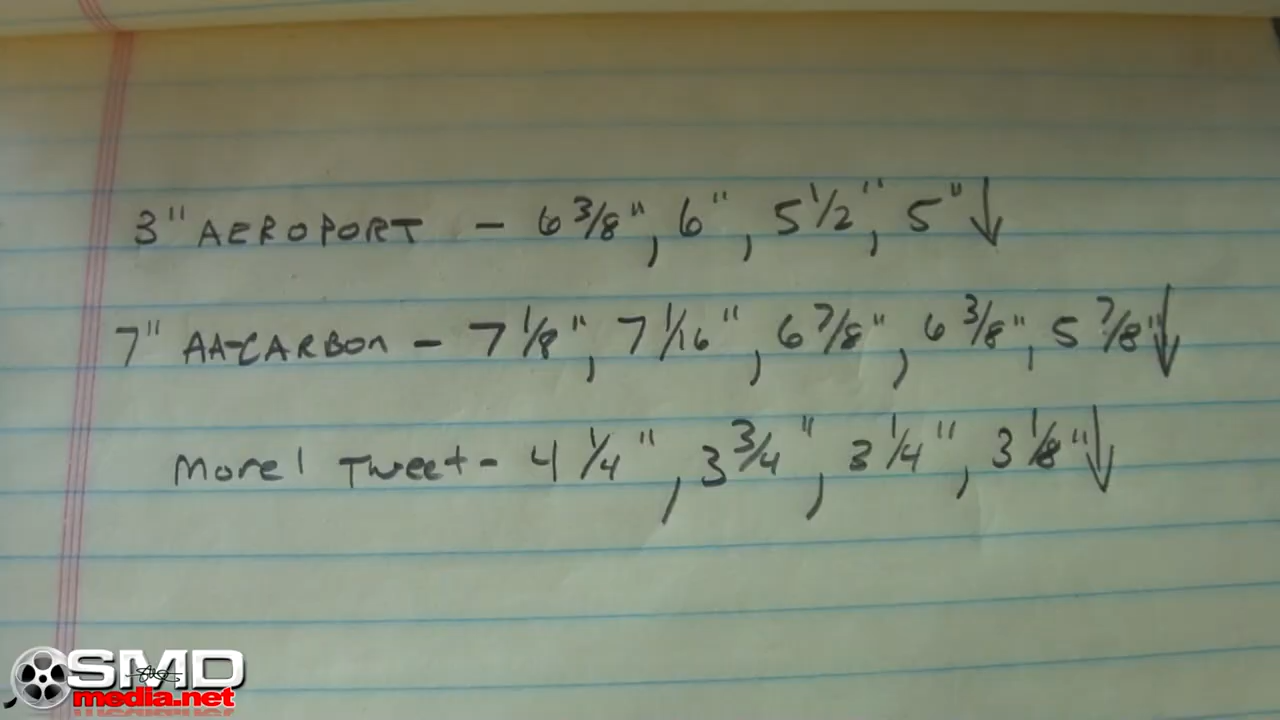 3" AEROPORT - 6 3/8", 6", 5 1/2", 5" ↓
7" AA-CARBON - 7 1/8", 7 1/16", 6 7/8", 6 3/8", 5 7/8" ↓
Morel Tweet - 4 1/4", 3 3/4", 3 1/4", 3 1/8" ↓
SMD
media.net